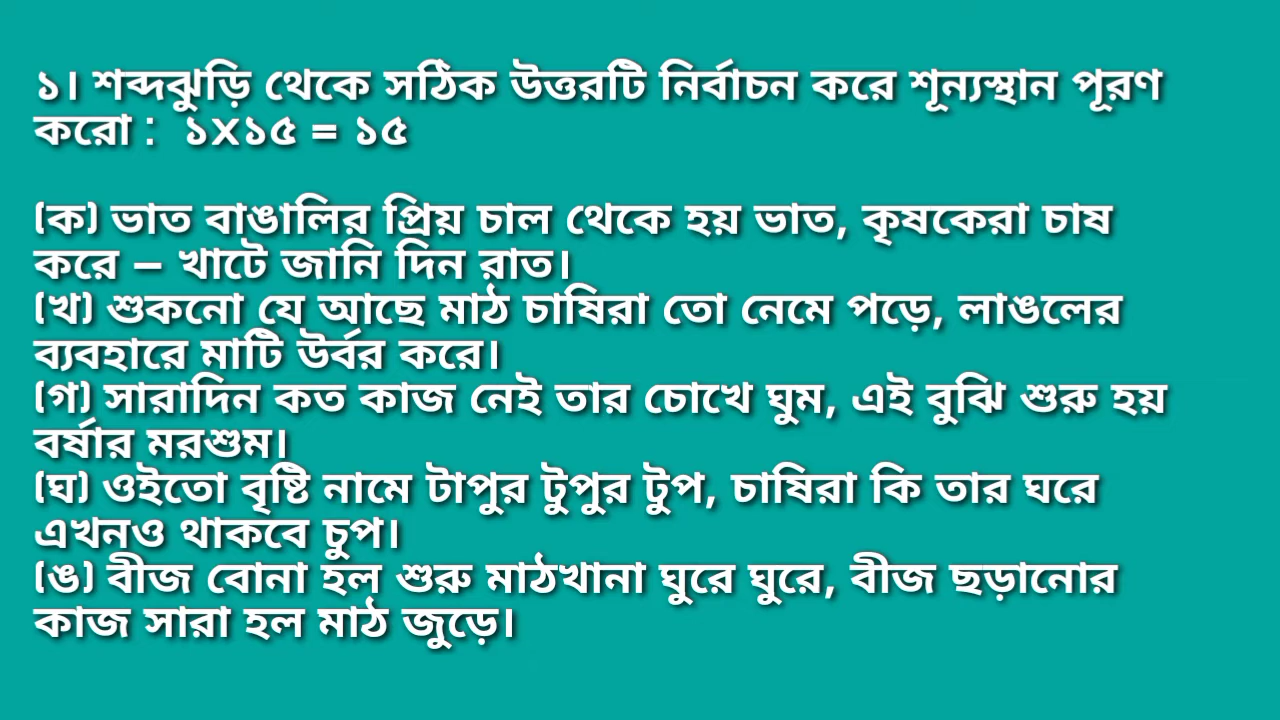 ১। শব্দঝুড়ি থেকে সঠিক উত্তরটি নির্বাচন করে শূন্যস্থান পূরণ
করো : ১x১৫ = ১৫
(ক) ভাত বাঙালির প্রিয় চাল থেকে হয় ভাত, কৃষকেরা চাষ
করে – খাটে জানি দিন রাত।
(খ) শুকনো যে আছে মাঠ চাষিরা তো নেমে পড়ে, লাঙলের
ব্যবহারে মাটি উর্বর করে।
(গ) সারাদিন কত কাজ নেই তার চোখে ঘুম, এই বুঝি শুরু হয়
বর্ষার মরশুম।
(ঘ) ওইতো বৃষ্টি নামে টাপুর টুপুর টুপ, চাষিরা কি তার ঘরে
এখনও থাকবে চুপ।
(ঙ) বীজ বোনা হল শুরু মাঠখানা ঘুরে ঘুরে, বীজ ছড়ানোর
কাজ সারা হল মাঠ জুড়ে।